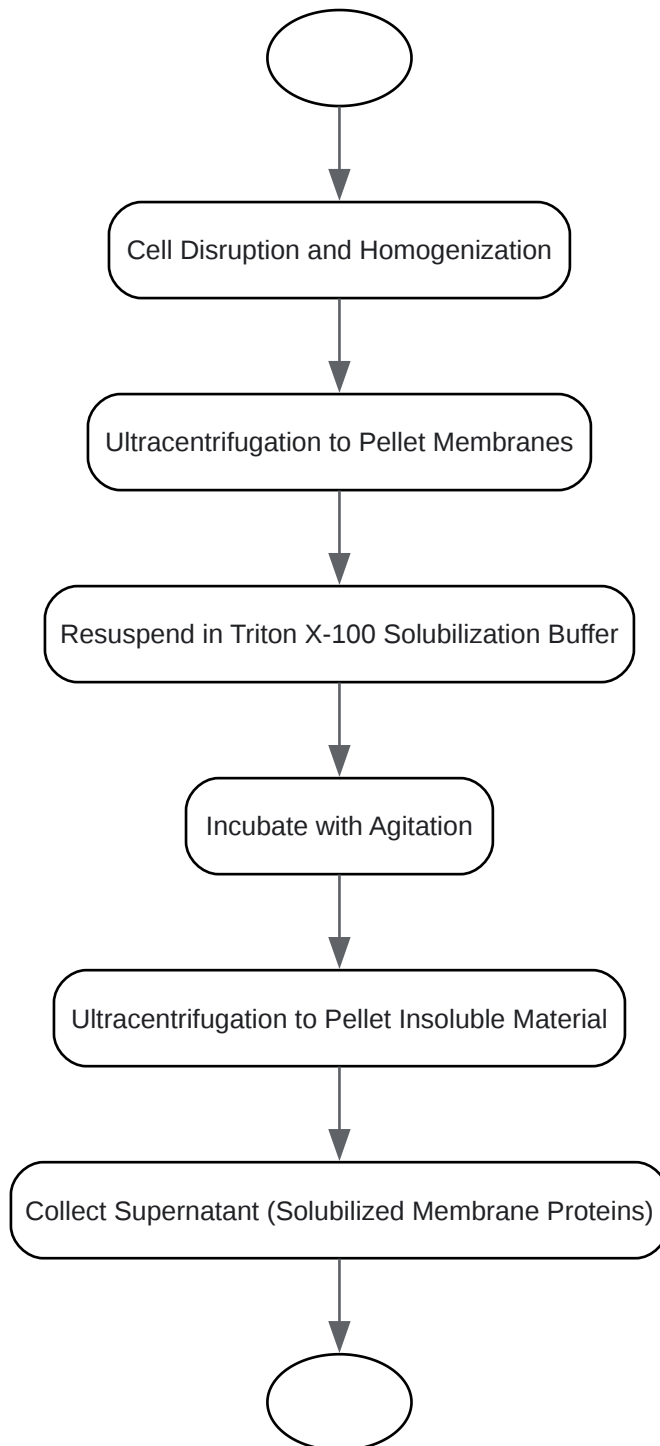 Cell Disruption and Homogenization
Ultracentrifugation to Pellet Membranes
Resuspend in Triton X-100 Solubilization Buffer
Incubate with Agitation
Ultracentrifugation to Pellet Insoluble Material
Collect Supernatant (Solubilized Membrane Proteins)